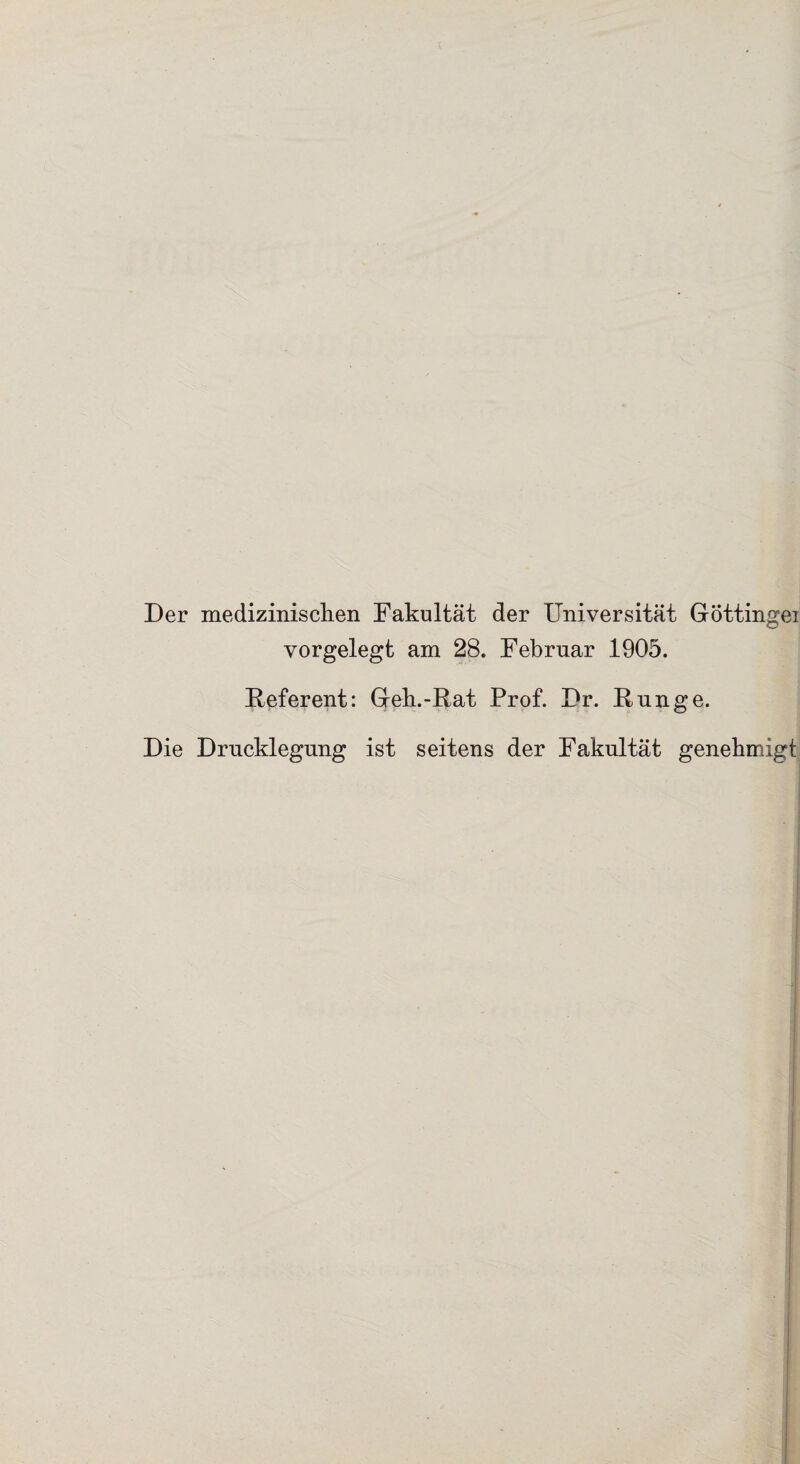 Der medizinischen Fakultät der Universität Göttingei
vorgelegt am 28. Februar 1905.
Referent: Geh.-Rat Prof. Dr. Runge.
Die Drucklegung ist seitens der Fakultät genehmigt